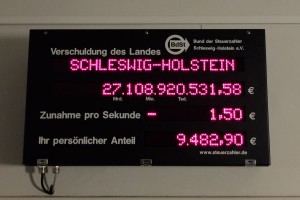 BdSt
Bund der Steuerzahler
Schleswig-Holstein e.V.
Verschuldung des Landes
SCHLESWIG-HOLSTEIN
27.108.920.531,58 €
Mrd. Mio. Tsd.
Zunahme pro Sekunde - 1,50 €
Ihr persönlicher Anteil 9.482,90 €
www.steuerzahler.de